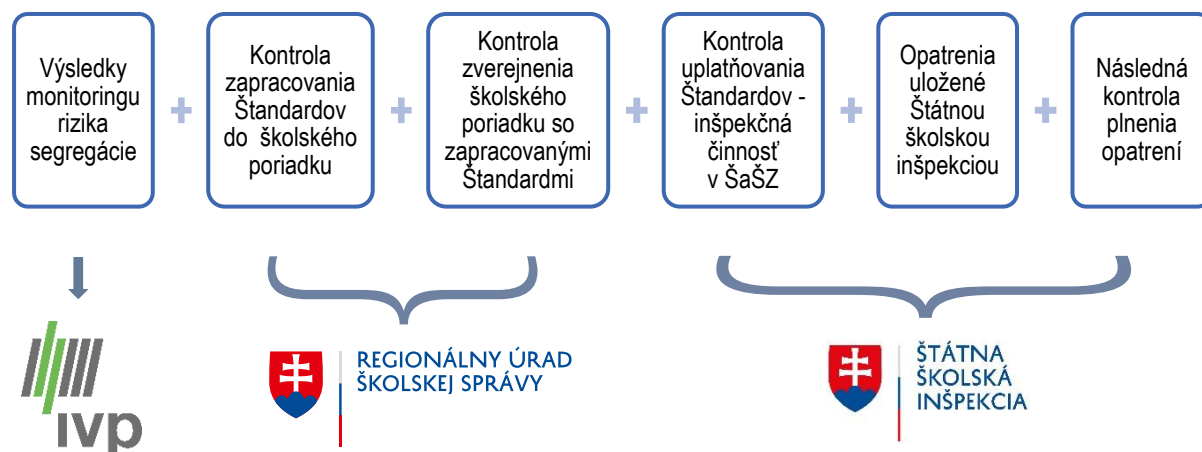 Výsledky
monitoringu
rizika
segregácie
Kontrola
zapracovania
Štandardov
do školského
poriadku
Kontrola
zverejnenia
školského
poriadku so
zapracovanými
Štandardmi
Kontrola
uplatňovania
Štandardov -
inšpekčná
činnosť
v ŠaŠZ
Opatrenia
uložené
Štátnou
školskou
inšpekciou
Následná
kontrola
plnenia
opatrení
ivp
REGIONÁLNY ÚRAD
ŠKOLSKEJ SPRÁVY
ŠTÁTNA
ŠKOLSKÁ
INŠPEKCIA